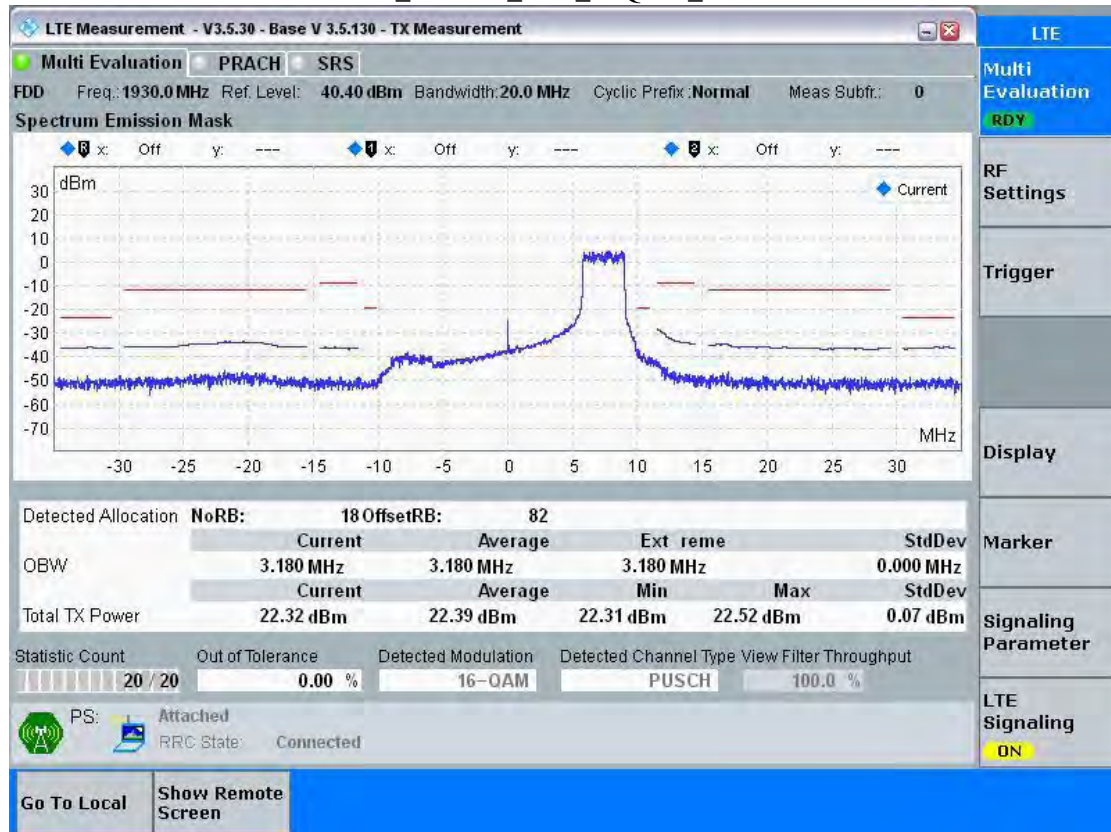 LTE Measurement - V3.5.30 - Base V 3.5.130 - TX Measurement
LTE
Multi Evaluation PRACH SRS
Multi Evaluation
RDY
FDD Freq.: 1930.0 MHz Ref. Level: 40.40 dBm Bandwidth: 20.0 MHz Cyclic Prefix : Normal Meas Subfr.: 0
Spectrum Emission Mask
R x: Off y: --- 1 x: Off y: --- 2 x: Off y: ---
dBm
Current
30
20
10
0
-10
-20
-30
-40
-50
-60
-70
MHz
-30 -25 -20 -15 -10 -5 0 5 10 15 20 25 30
RF Settings
Trigger
Display
Marker
Signaling Parameter
LTE Signaling
ON
Detected Allocation NoRB: 18 OffsetRB: 82
Current Average Ext reme StdDev
OBW 3.180 MHz 3.180 MHz 3.180 MHz 0.000 MHz
Current Average Min Max StdDev
Total TX Power 22.32 dBm 22.39 dBm 22.31 dBm 22.52 dBm 0.07 dBm
Statistic Count Out of Tolerance Detected Modulation Detected Channel Type View Filter Throughput
20 / 20 0.00 % 16-QAM PUSCH 100.0 %
PS: Attached
RRC State: Connected
Go To Local
Show Remote Screen